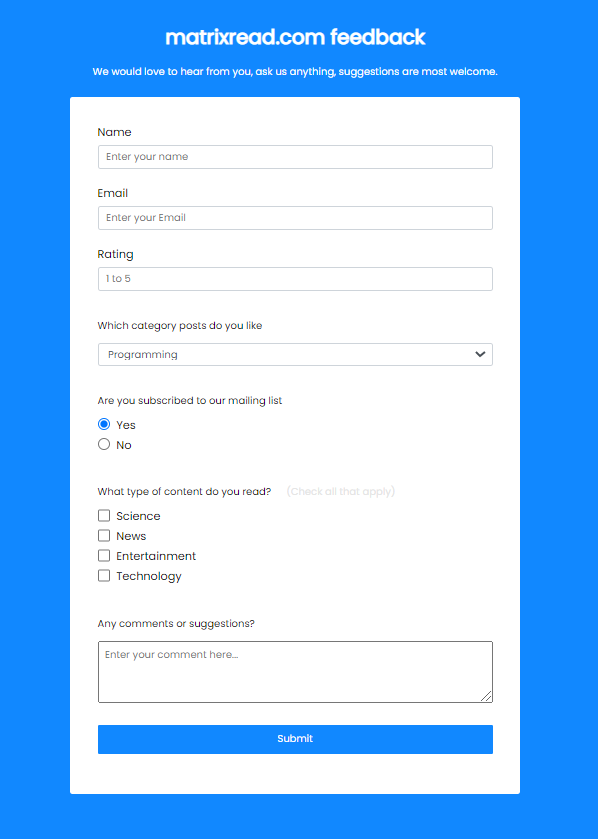 matrixread.com feedback
We would love to hear from you, ask us anything, suggestions are most welcome.
Name
Enter your name
Email
Enter your Email
Rating
1 to 5
Which category posts do you like
Programming
Are you subscribed to our mailing list
Yes
No
What type of content do you read? (Check all that apply)
Science
News
Entertainment
Technology
Any comments or suggestions?
Enter your comment here...
Submit